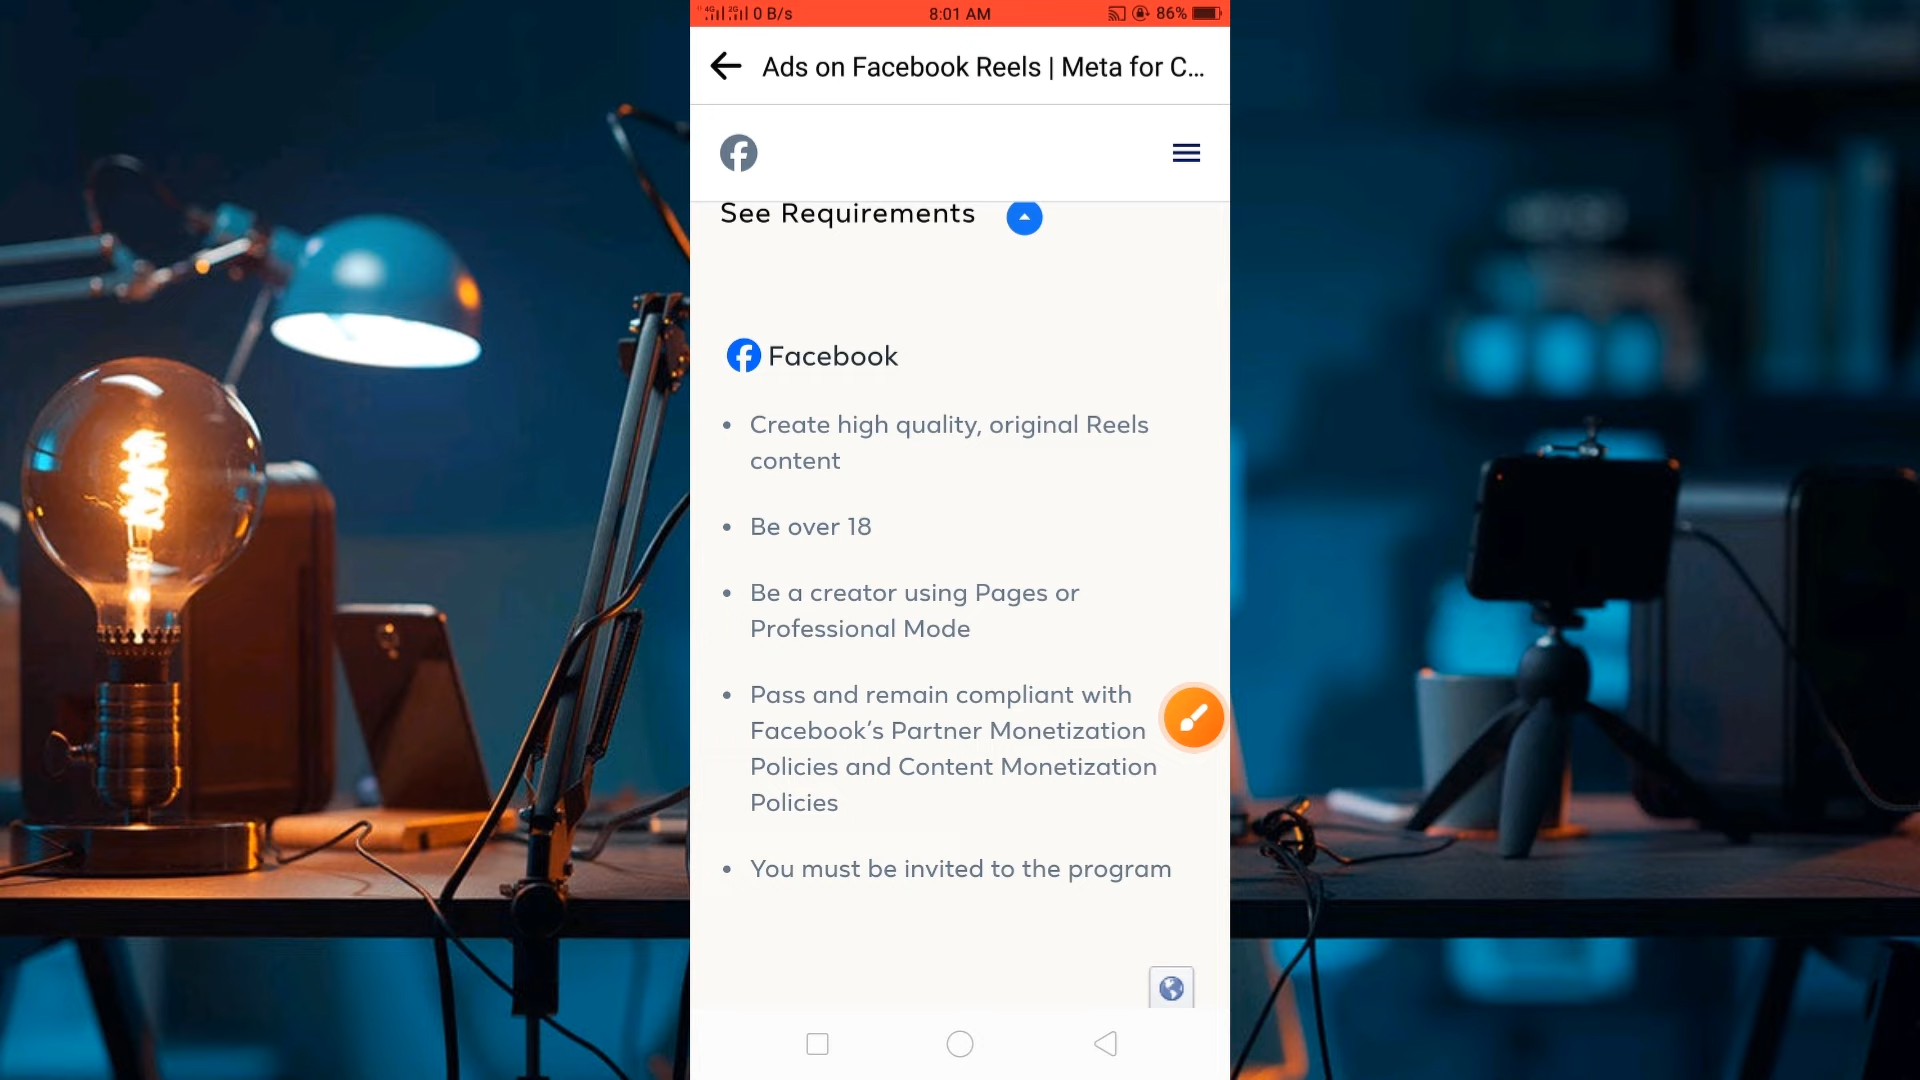 4G 2G 0 B/s 8:01 AM 86%
Ads on Facebook Reels | Meta for C...
See Requirements
Facebook
• Create high quality, original Reels
content
• Be over 18
• Be a creator using Pages or
Professional Mode
• Pass and remain compliant with
Facebook’s Partner Monetization
Policies and Content Monetization
Policies
• You must be invited to the program